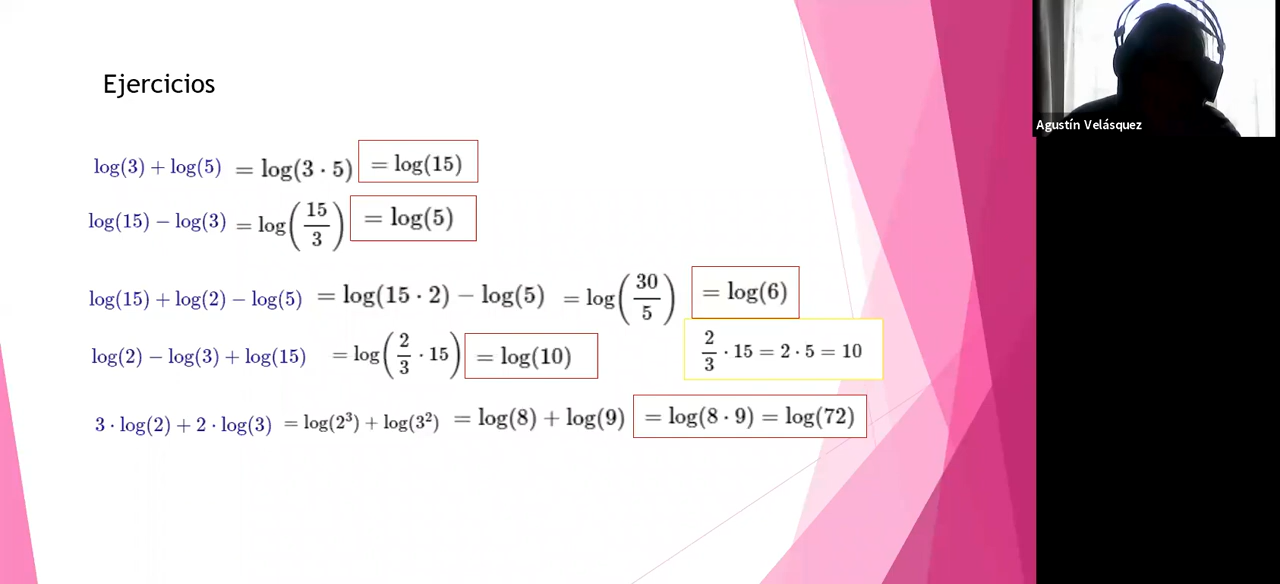 Ejercicios
Agustín Velásquez
log(3) + log(5) = log(3 · 5) = log(15)
log(15) − log(3) = log(15/3) = log(5)
log(15) + log(2) − log(5) = log(15 · 2) − log(5) = log(30/5) = log(6)
log(2) − log(3) + log(15) = log(2/3 · 15) = log(10)
2/3 · 15 = 2 · 5 = 10
3 · log(2) + 2 · log(3) = log(2³) + log(3²) = log(8) + log(9) = log(8 · 9) = log(72)